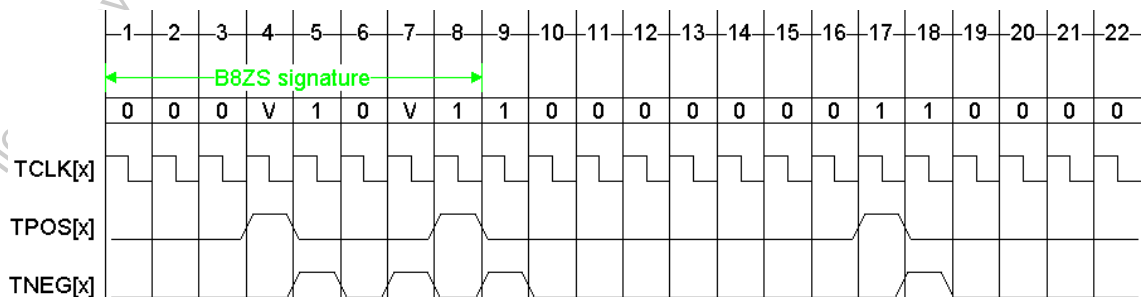 1 2 3 4 5 6 7 8 9 10 11 12 13 14 15 16 17 18 19 20 21 22
B8ZS signature
0 0 0 V 1 0 V 1 1 0 0 0 0 0 0 0 1 1 0 0 0 0
TCLK[x]
TPOS[x]
TNEG[x]